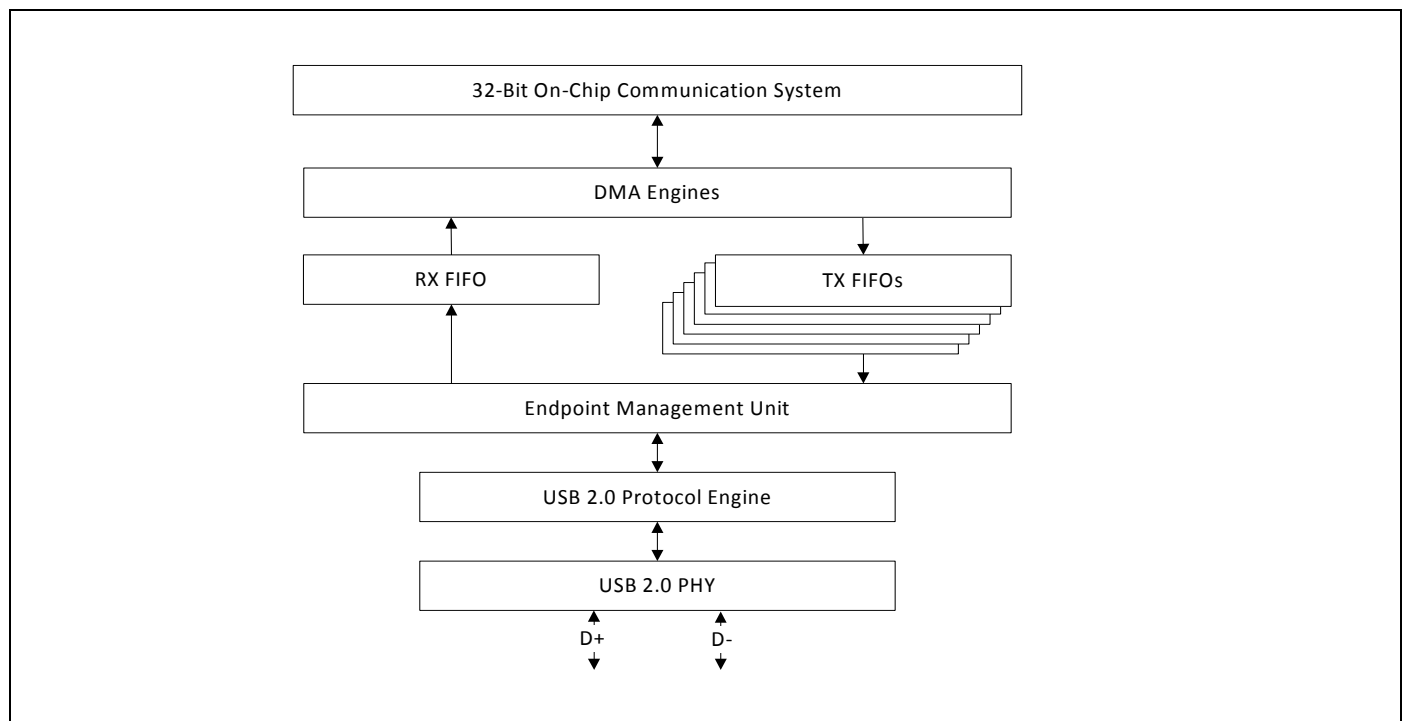 32-Bit On-Chip Communication System
DMA Engines
RX FIFO
TX FIFOs
Endpoint Management Unit
USB 2.0 Protocol Engine
USB 2.0 PHY
D+
D-